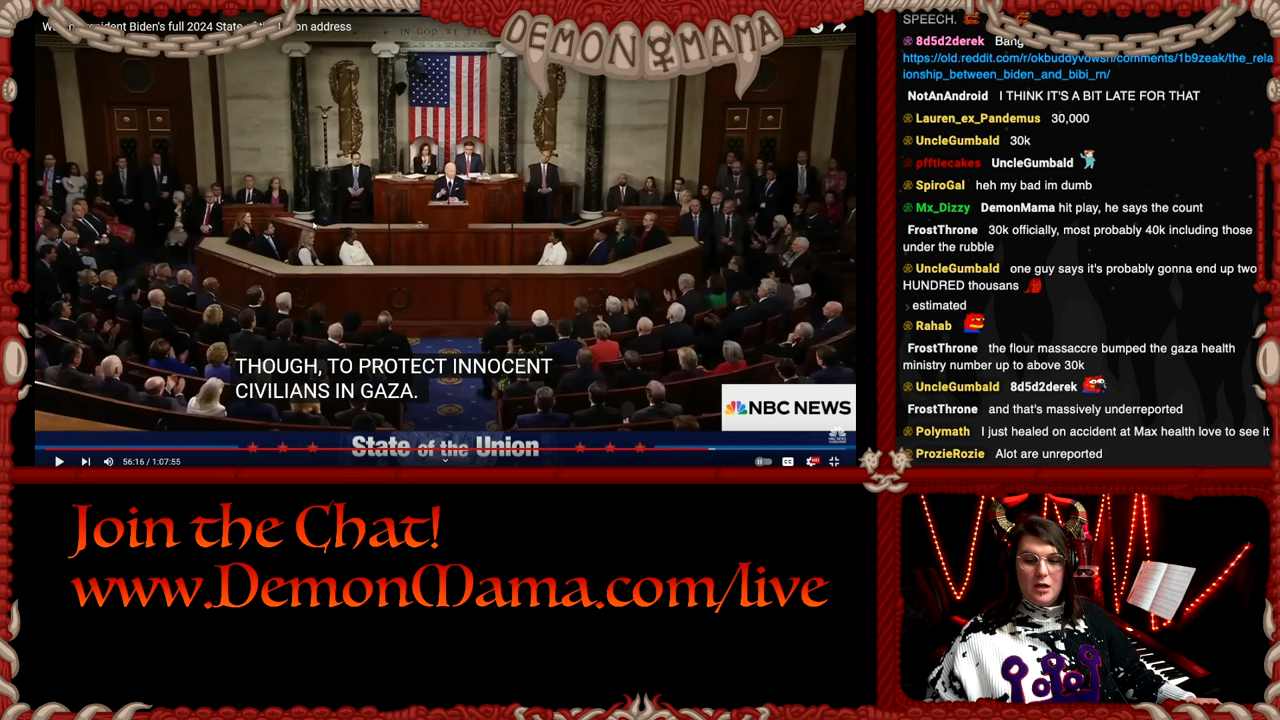 President Biden's full 2024 State
address
IN GOD WE TRUST
DEMON MAMA
THOUGH, TO PROTECT INNOCENT
CIVILIANS IN GAZA.
NBC NEWS
State of the Union
56:16 / 1:07:55
CC
HD
SPEECH.
8d5d2derek Bang
https://old.reddit.com/r/okbuddyvowsh/comments/1b9zeak/the_rela
ionship_between_biden_and_bibi_rn/
NotAnAndroid I THINK IT'S A BIT LATE FOR THAT
Lauren_ex_Pandemus 30,000
UncleGumbald 30k
pfftlecakes UncleGumbald
SpiroGal heh my bad im dumb
Mx_Dizzy DemonMama hit play, he says the count
FrostThrone 30k officially, most probably 40k including those
under the rubble
UncleGumbald one guy says it's probably gonna end up two
HUNDRED thousans
estimated
Rahab
FrostThrone the flour massaccre bumped the gaza health
ministry number up to above 30k
UncleGumbald 8d5d2derek
FrostThrone and that's massively underreported
Polymath I just healed on accident at Max health love to see it
ProzieRozie Alot are unreported
Join the Chat!
www.DemonMama.com/live